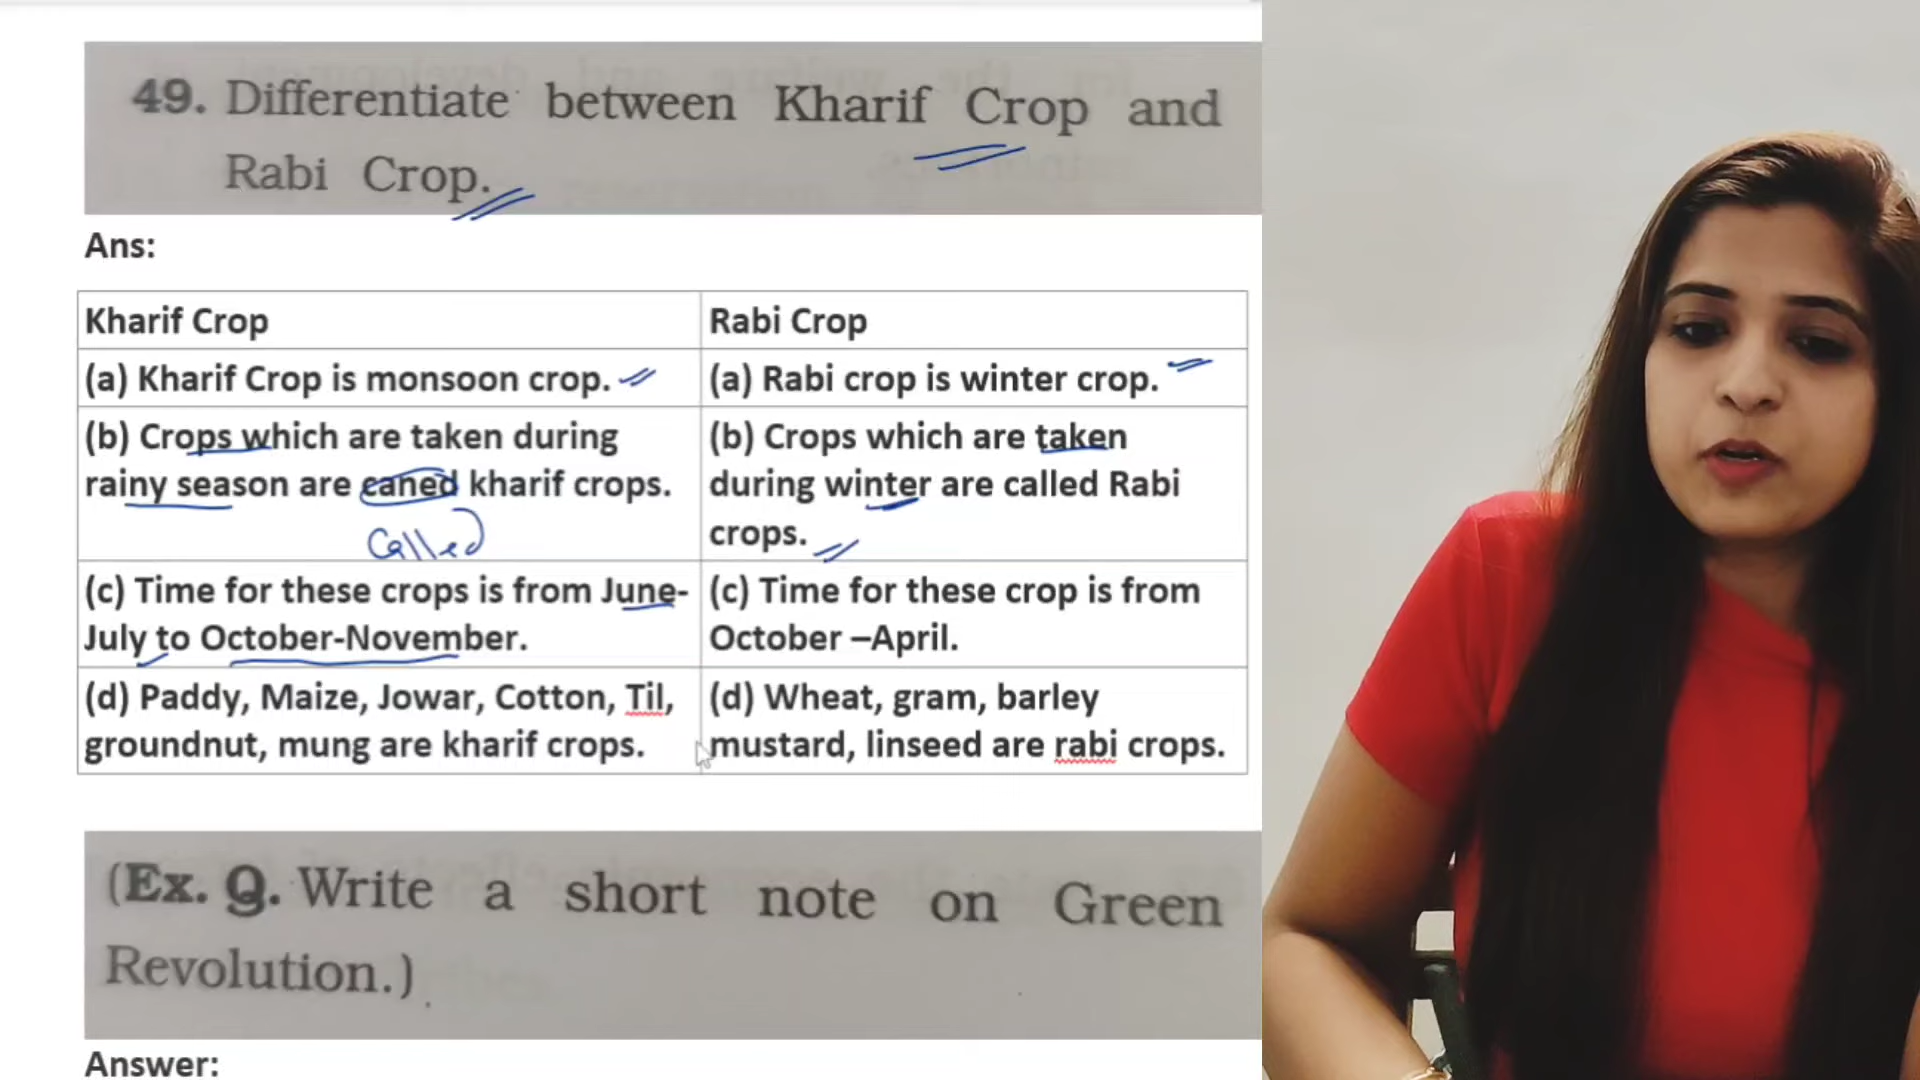 49. Differentiate between Kharif Crop and
Rabi Crop.
Ans:
Kharif Crop
Rabi Crop
(a) Kharif Crop is monsoon crop.
(a) Rabi crop is winter crop.
(b) Crops which are taken during
rainy season are caned kharif crops.
Called
(b) Crops which are taken
during winter are called Rabi
crops.
(c) Time for these crops is from June-
July to October-November.
(c) Time for these crop is from
October –April.
(d) Paddy, Maize, Jowar, Cotton, Til,
groundnut, mung are kharif crops.
(d) Wheat, gram, barley
mustard, linseed are rabi crops.
(Ex. Q. Write a short note on Green
Revolution.)
Answer: